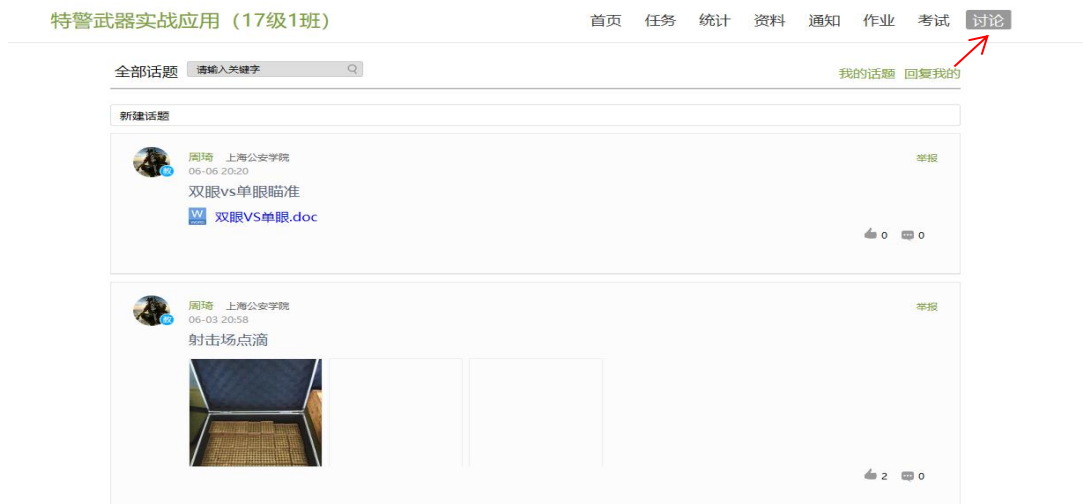 特警武器实战应用（17级1班） 首页 任务 统计 资料 通知 作业 考试 讨论
全部话题 请输入关键字 我的话题 回复我的
新建话题
周琦 上海公安学院 举报
教 06-06 20:20
双眼vs单眼瞄准
W 双眼VS单眼.doc
0 0
周琦 上海公安学院 举报
教 06-03 20:58
射击场点滴
2 0